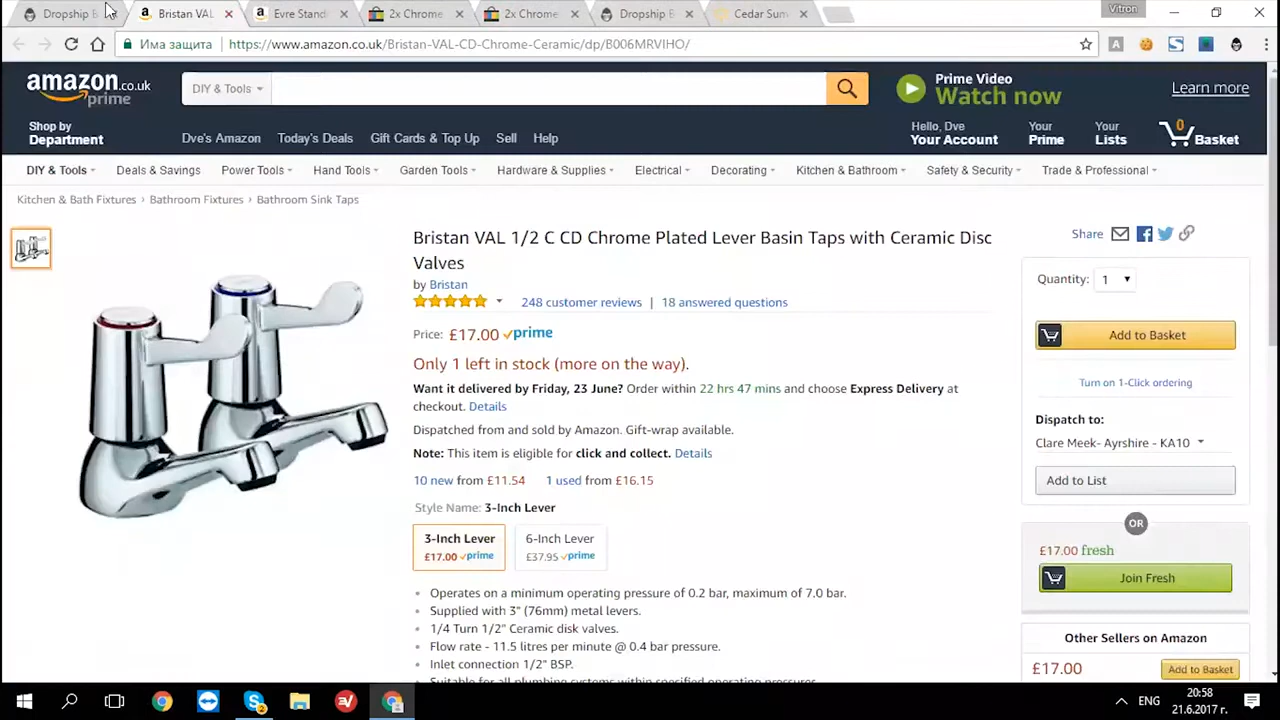 Dropship B
Bristan VAL
Evre Stand
2x Chrome
2x Chrome
Dropship B
Cedar Sum
Vitron
Има защита
https://www.amazon.co.uk/Bristan-VAL-CD-Chrome-Ceramic/dp/B006MRVIHO/
amazon.co.uk
prime
DIY & Tools
Prime Video
Watch now
Learn more
Shop by
Department
Dve's Amazon
Today's Deals
Gift Cards & Top Up
Sell
Help
Hello, Dve
Your Account
Your
Prime
Your
Lists
0
Basket
DIY & Tools
Deals & Savings
Power Tools
Hand Tools
Garden Tools
Hardware & Supplies
Electrical
Decorating
Kitchen & Bathroom
Safety & Security
Trade & Professional
Kitchen & Bath Fixtures › Bathroom Fixtures › Bathroom Sink Taps
Bristan VAL 1/2 C CD Chrome Plated Lever Basin Taps with Ceramic Disc
Valves
by Bristan
248 customer reviews | 18 answered questions
Price: £17.00 prime
Only 1 left in stock (more on the way).
Want it delivered by Friday, 23 June? Order within 22 hrs 47 mins and choose Express Delivery at
checkout. Details
Dispatched from and sold by Amazon. Gift-wrap available.
Note: This item is eligible for click and collect. Details
10 new from £11.54 1 used from £16.15
Style Name: 3-Inch Lever
3-Inch Lever
£17.00 prime
6-Inch Lever
£37.95 prime
• Operates on a minimum operating pressure of 0.2 bar, maximum of 7.0 bar.
• Supplied with 3" (76mm) metal levers.
• 1/4 Turn 1/2" Ceramic disk valves.
• Flow rate - 11.5 litres per minute @ 0.4 bar pressure.
• Inlet connection 1/2" BSP.
• Suitable for all plumbing systems within specified operating pressures
Share
Quantity: 1
Add to Basket
Turn on 1-Click ordering
Dispatch to:
Clare Meek- Ayrshire - KA10
Add to List
OR
£17.00 fresh
Join Fresh
Other Sellers on Amazon
£17.00
Add to Basket
ENG
20:58
21.6.2017 г.